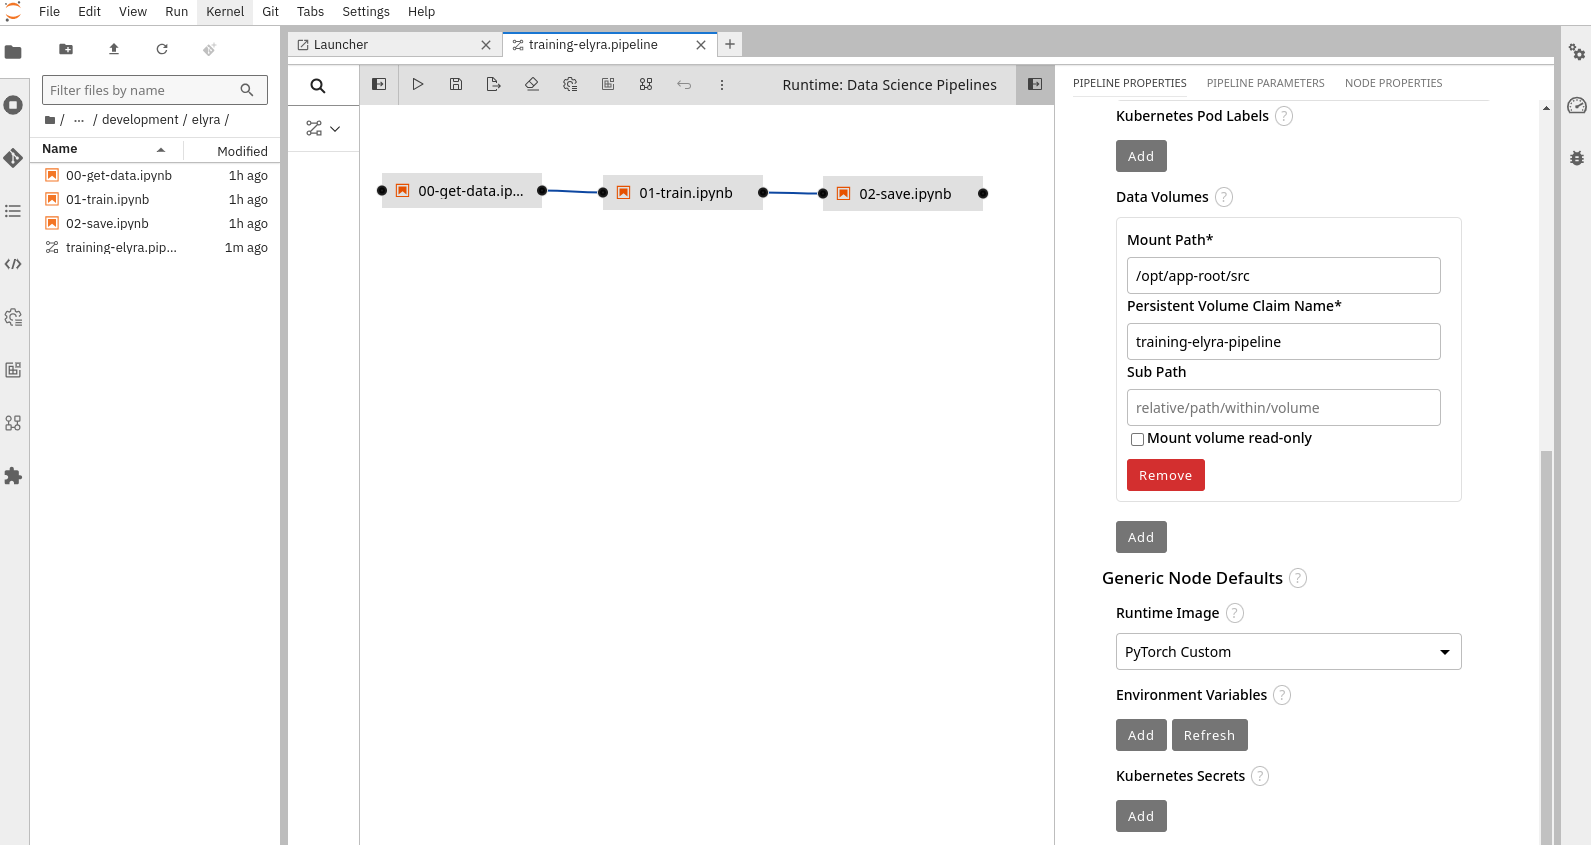 File Edit View Run Kernel Git Tabs Settings Help
Launcher
training-elyra.pipeline
Filter files by name
/ ... / development / elyra /
Name Modified
00-get-data.ipynb 1h ago
01-train.ipynb 1h ago
02-save.ipynb 1h ago
training-elyra.pip... 1m ago
Runtime: Data Science Pipelines
00-get-data.ip...
01-train.ipynb
02-save.ipynb
PIPELINE PROPERTIES PIPELINE PARAMETERS NODE PROPERTIES
Kubernetes Pod Labels ?
Add
Data Volumes ?
Mount Path*
/opt/app-root/src
Persistent Volume Claim Name*
training-elyra-pipeline
Sub Path
relative/path/within/volume
Mount volume read-only
Remove
Add
Generic Node Defaults ?
Runtime Image ?
PyTorch Custom
Environment Variables ?
Add Refresh
Kubernetes Secrets ?
Add